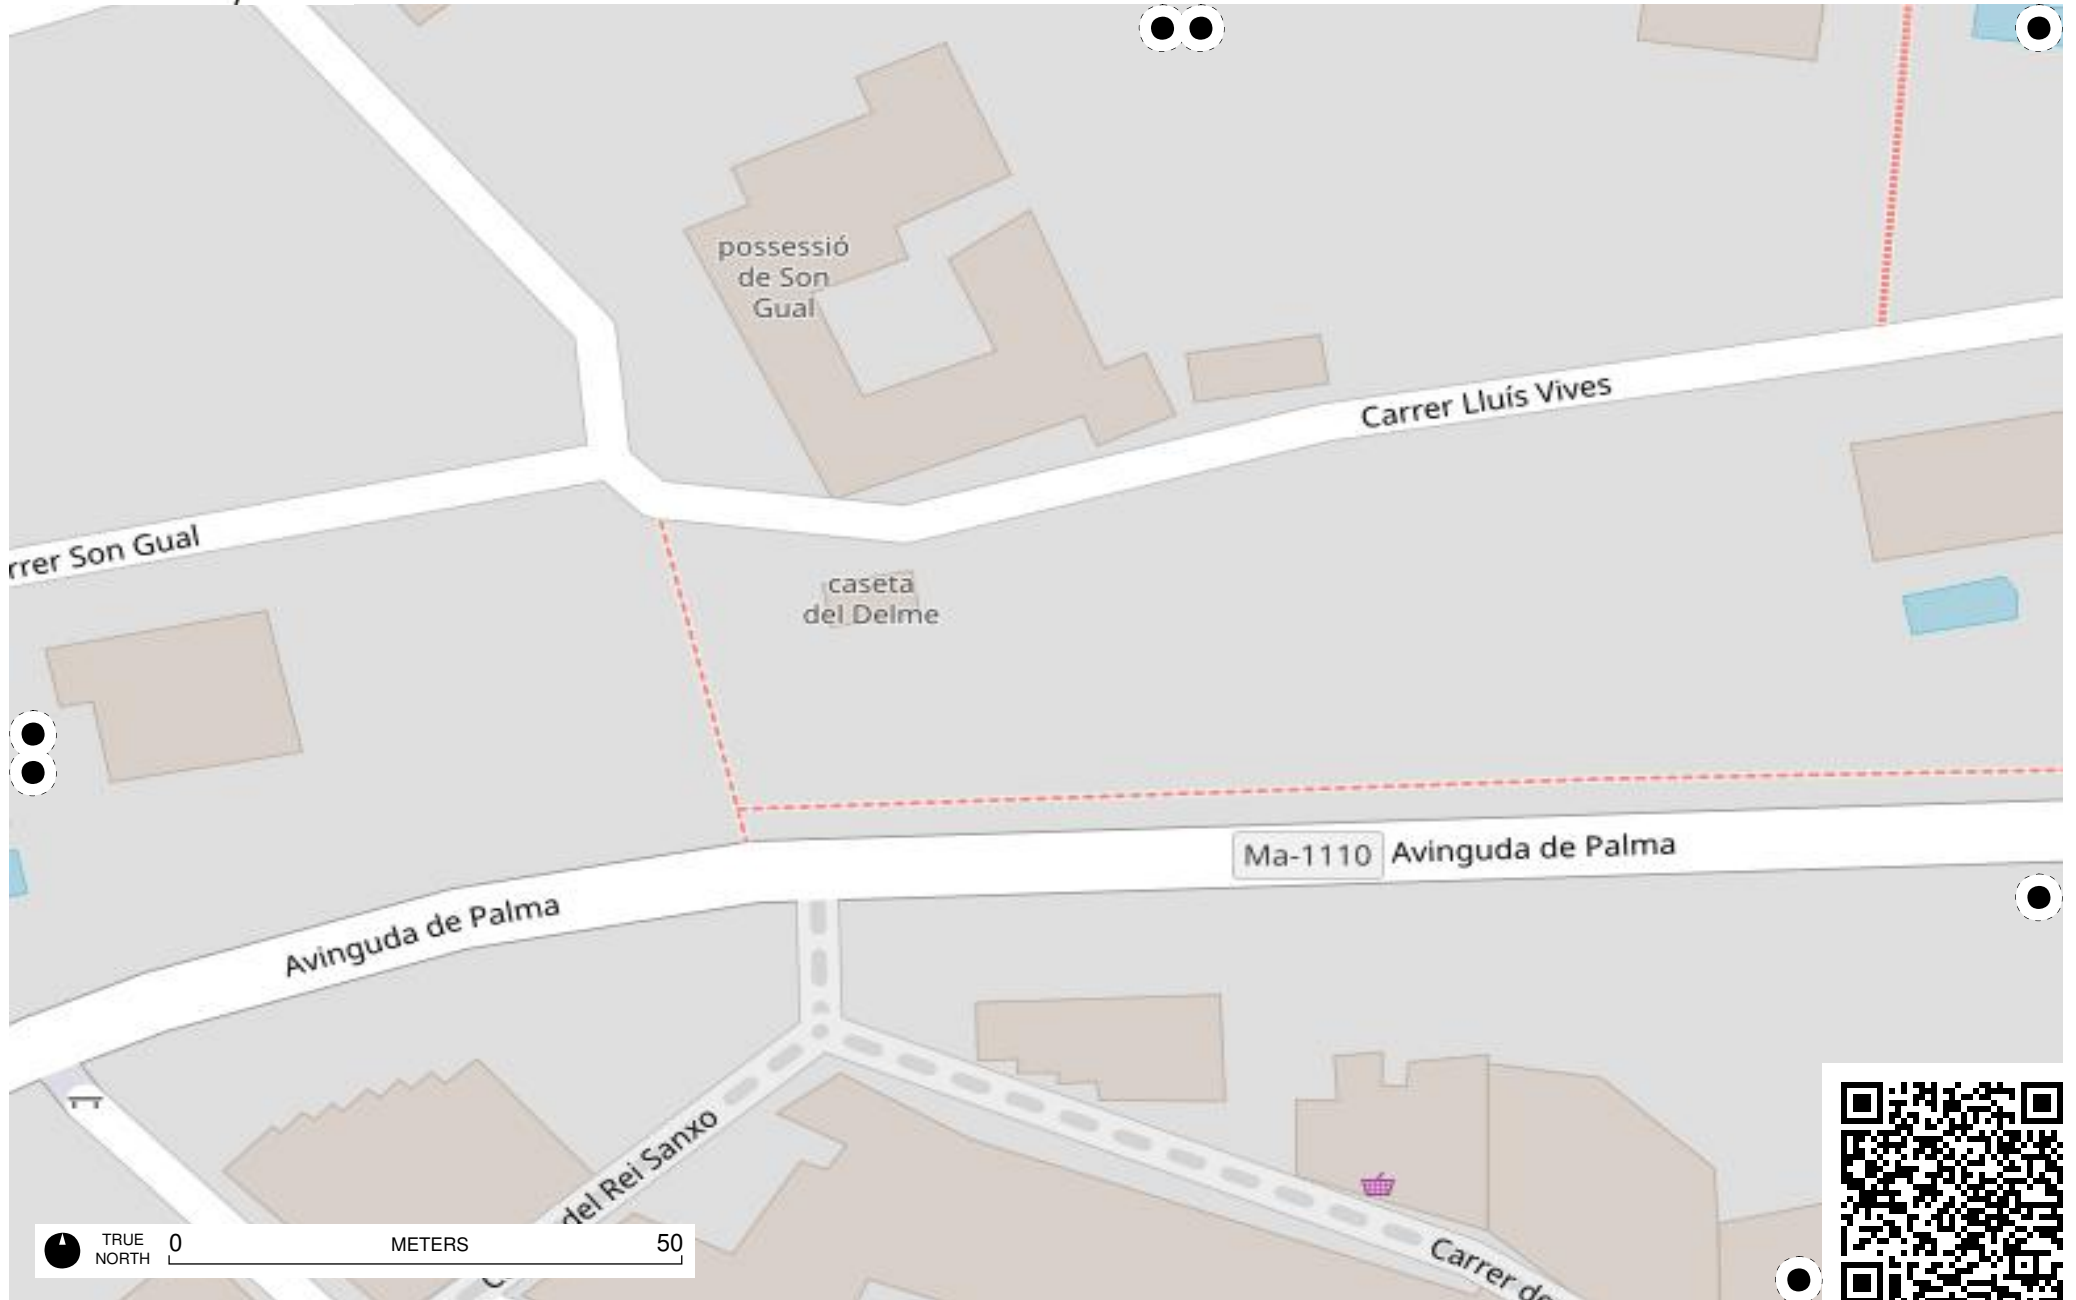 possessió
de Son
Gual
Carrer Lluís Vives
rrer Son Gual
caseta
del Delme
Ma-1110 Avinguda de Palma
Avinguda de Palma
del Rei Sanxo
Carrer de
TRUE
NORTH
0 METERS 50